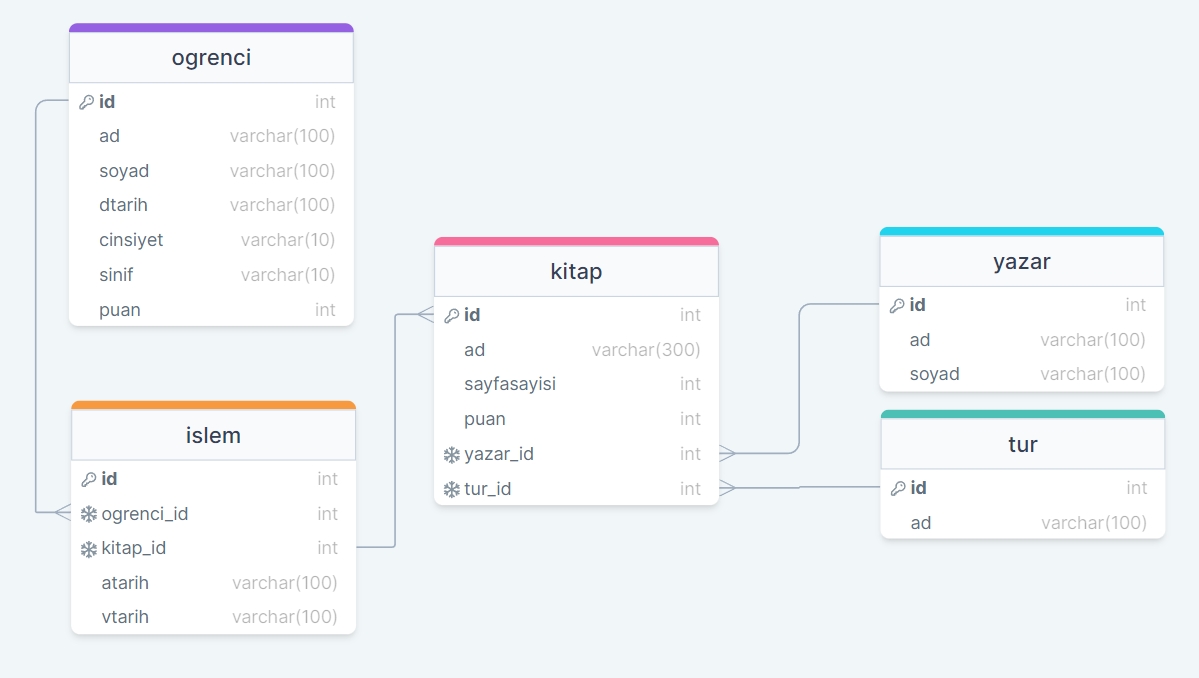 ogrenci
id int
ad varchar(100)
soyad varchar(100)
dtarih varchar(100)
cinsiyet varchar(10)
sinif varchar(10)
puan int
islem
id int
ogrenci_id int
kitap_id int
atarih varchar(100)
vtarih varchar(100)
kitap
id int
ad varchar(300)
sayfasayisi int
puan int
yazar_id int
tur_id int
yazar
id int
ad varchar(100)
soyad varchar(100)
tur
id int
ad varchar(100)